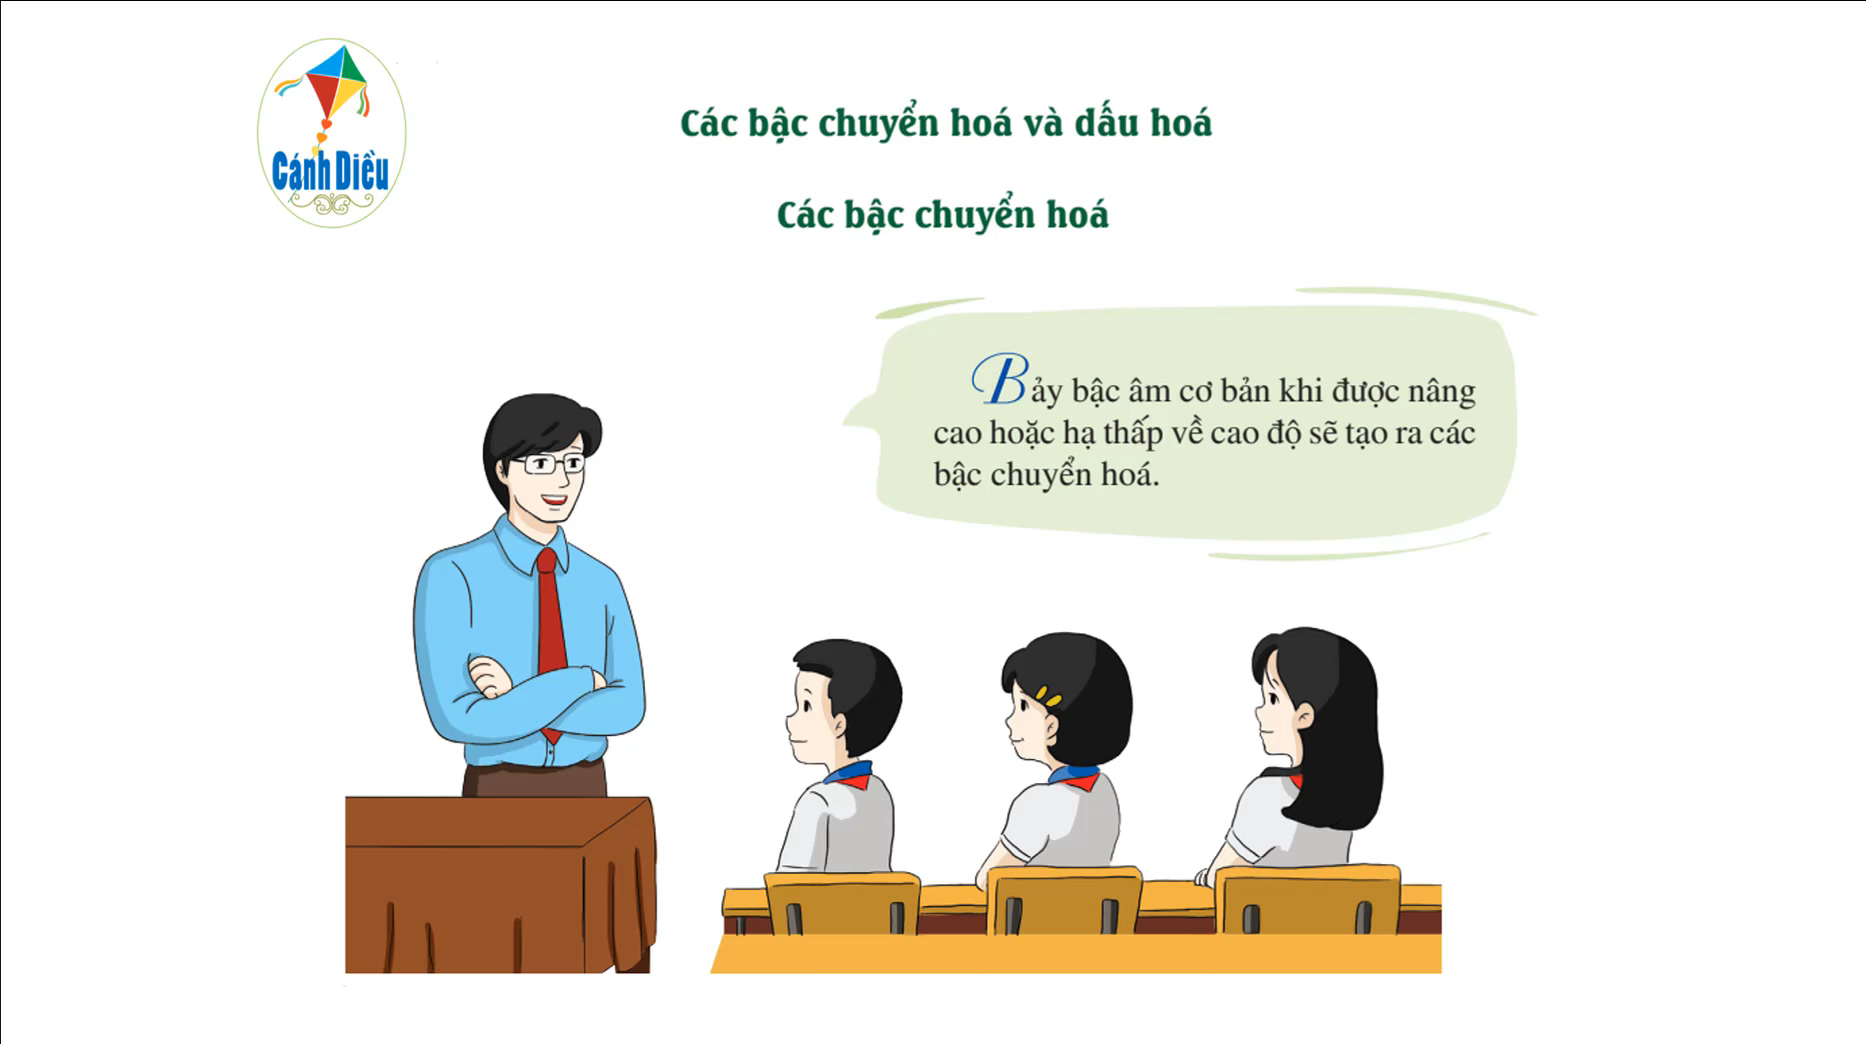 Cánh Diều
Các bậc chuyển hoá và dấu hoá
Các bậc chuyển hoá
Bảy bậc âm cơ bản khi được nâng
cao hoặc hạ thấp về cao độ sẽ tạo ra các
bậc chuyển hoá.